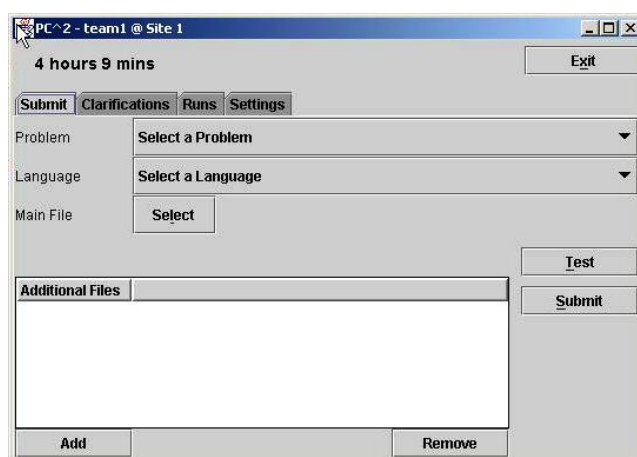 PC^2 - team1 @ Site 1
4 hours 9 mins Exit
Submit Clarifications Runs Settings
Problem Select a Problem
Language Select a Language
Main File Select
Test
Additional Files
Submit
Add Remove